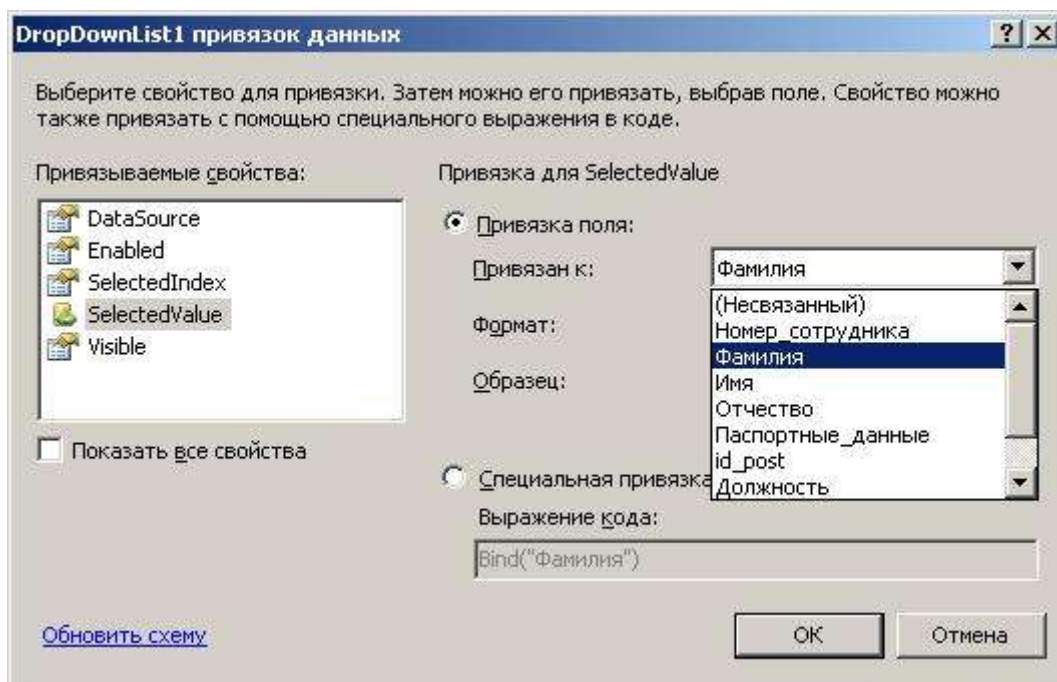 DropDownList1 привязок данных
Выберите свойство для привязки. Затем можно его привязать, выбрав поле. Свойство можно
также привязать с помощью специального выражения в коде.
Привязываемые свойства:
DataSource
Enabled
SelectedIndex
SelectedValue
Visible
Показать все свойства
Привязка для SelectedValue
Привязка поля:
Привязан к:
Фамилия
(Несвязанный)
Номер_сотрудника
Фамилия
Имя
Отчество
Паспортные_данные
id_post
Должность
Формат:
Образец:
Специальная привязка
Выражение кода:
Bind("Фамилия")
Обновить схему
ОК
Отмена